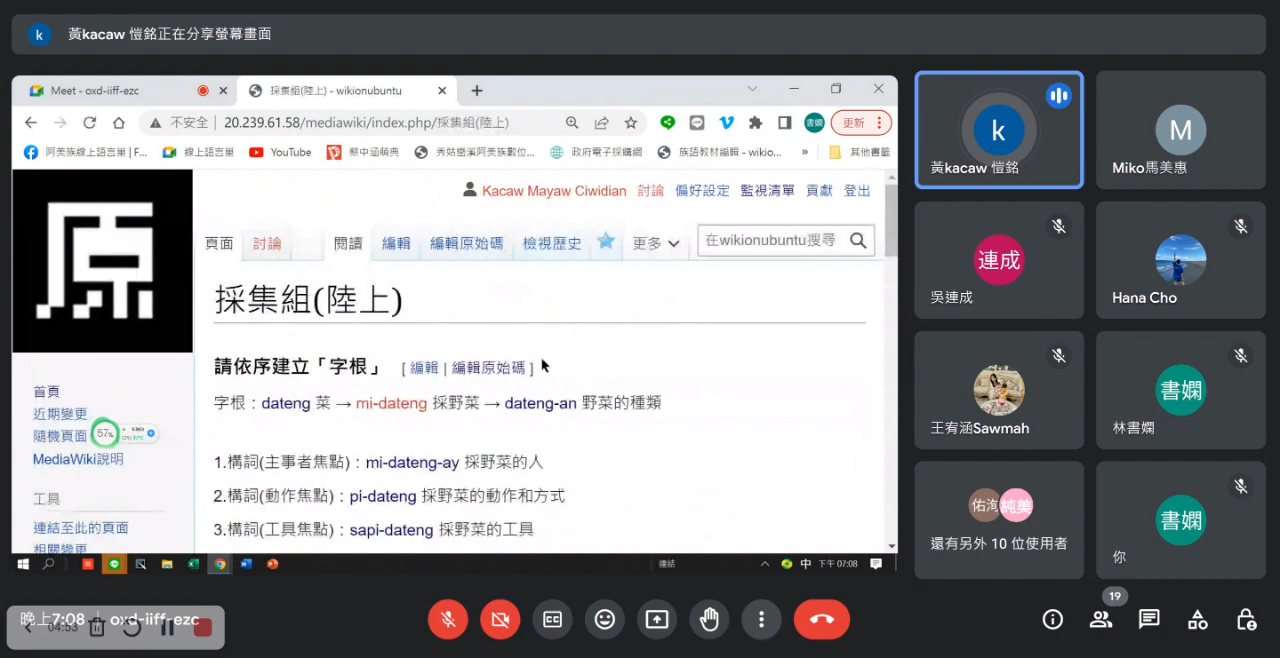 k 黃kacaw 愷銘正在分享螢幕畫面
Meet - oxd-iiff-ezc
採集組(陸上) - wikionubuntu
不安全 | 20.239.61.58/mediawiki/index.php/採集組(陸上)
書嫻
更新
阿美族線上語言巢 | F...
線上語言巢
YouTube
蔡中涵萌典
秀姑巒溪阿美族數位...
政府電子採購網
族語教材編輯 - wikio...
»
其他書籤
Kacaw Mayaw Ciwidian 討論 偏好設定 監視清單 貢獻 登出
頁面 討論 閱讀 編輯 編輯原始碼 檢視歷史 更多
在wikionubuntu搜尋
原
採集組(陸上)
請依序建立「字根」 [ 編輯 | 編輯原始碼 ]
字根：dateng 菜 → mi-dateng 採野菜 → dateng-an 野菜的種類
1.構詞(主事者焦點)：mi-dateng-ay 採野菜的人
2.構詞(動作焦點)：pi-dateng 採野菜的動作和方式
3.構詞(工具焦點)：sapi-dateng 採野菜的工具
首頁
近期變更
隨機頁面
57%
MediaWiki說明
工具
連結至此的頁面
相關變更
連結
中 下午 07:08
k
黃kacaw 愷銘
M
Miko馬美惠
連成
吳連成
Hana Cho
王宥涵Sawmah
書嫻
林書嫻
佑洵 純美
還有另外 10 位使用者
書嫻
你
晚上7:08 | oxd-iiff-ezc
04:53
19